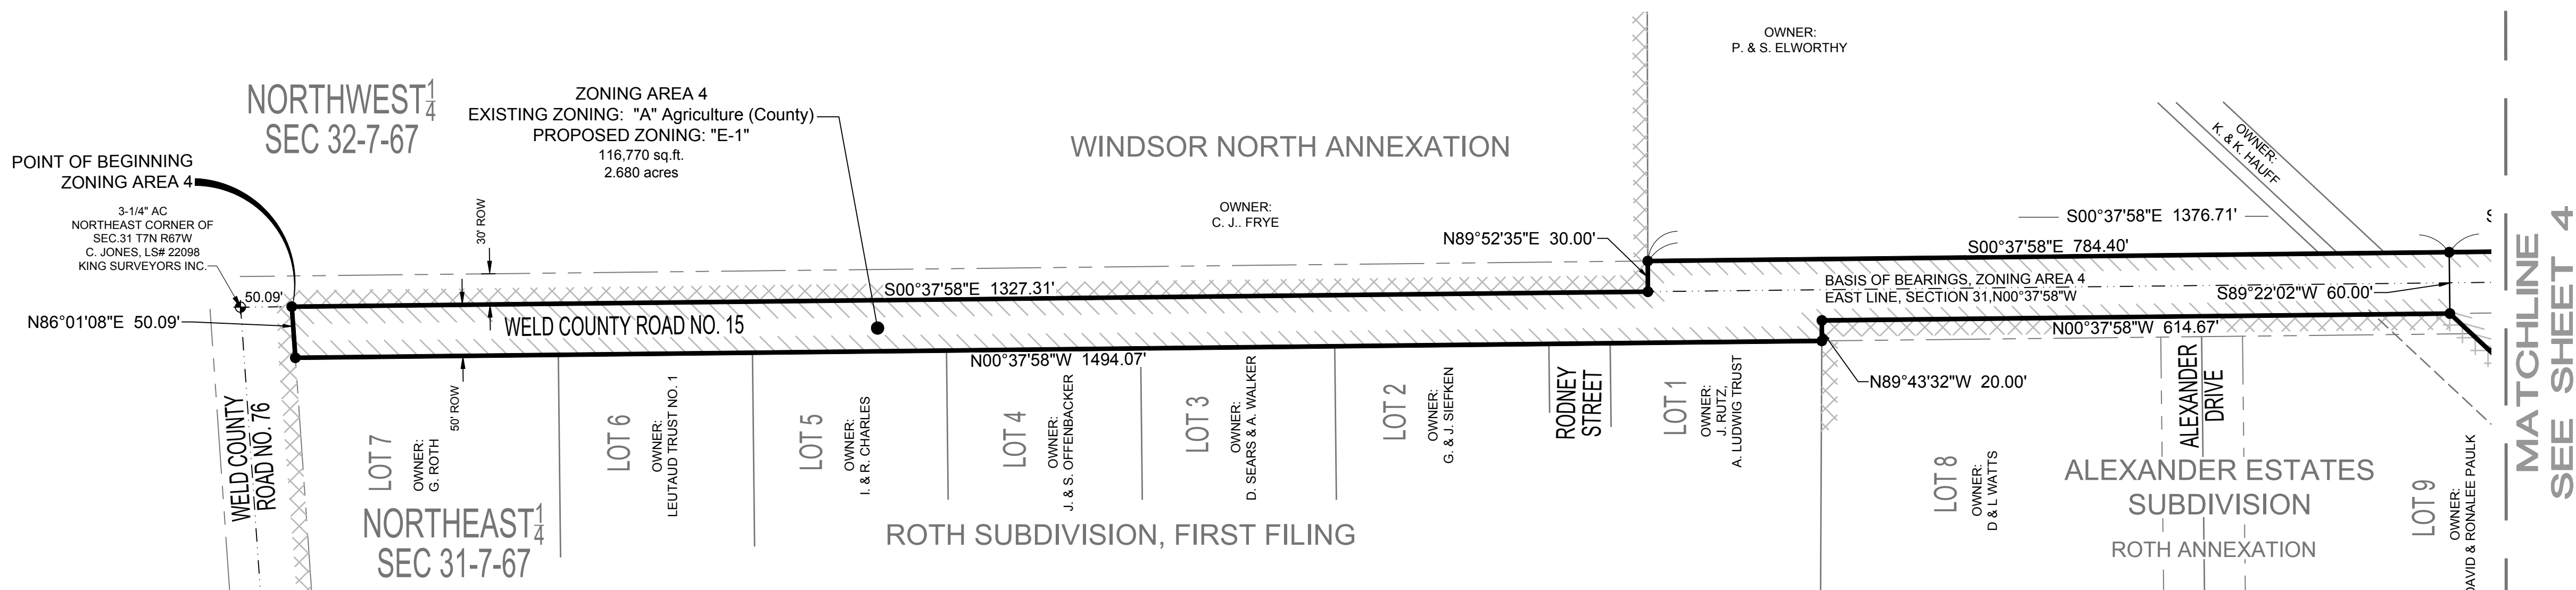 OWNER:
P. & S. ELWORTHY
NORTHWEST 1/4
SEC 32-7-67
ZONING AREA 4
EXISTING ZONING: "A" Agriculture (County)
PROPOSED ZONING: "E-1"
116,770 sq.ft.
2.680 acres
WINDSOR NORTH ANNEXATION
OWNER:
K. & K. HAUFF
POINT OF BEGINNING
ZONING AREA 4
3-1/4" AC
NORTHEAST CORNER OF
SEC.31 T7N R67W
C. JONES, LS# 22098
KING SURVEYORS INC.
30' ROW
OWNER:
C. J.. FRYE
N89°52'35"E 30.00'
S00°37'58"E 1376.71'
S00°37'58"E 784.40'
50.09'
S00°37'58"E 1327.31'
BASIS OF BEARINGS, ZONING AREA 4
EAST LINE, SECTION 31,N00°37'58"W
S89°22'02"W 60.00'
N86°01'08"E 50.09'
WELD COUNTY ROAD NO. 15
N00°37'58"W 614.67'
N00°37'58"W 1494.07'
N89°43'32"W 20.00'
50' ROW
WELD COUNTY
ROAD NO. 76
LOT 7
OWNER:
G. ROTH
LOT 6
OWNER:
LEUTAUD TRUST NO. 1
LOT 5
OWNER:
I. & R. CHARLES
LOT 4
OWNER:
J. & S. OFFENBACKER
LOT 3
OWNER:
D. SEARS & A. WALKER
LOT 2
OWNER:
G. & J. SIEFKEN
RODNEY
STREET
LOT 1
OWNER:
J. RUTZ,
A. LUDWIG TRUST
LOT 8
OWNER:
D & L WATTS
ALEXANDER
DRIVE
ALEXANDER ESTATES
SUBDIVISION
ROTH ANNEXATION
LOT 9
OWNER:
DAVID & RONALEE PAULK
NORTHEAST 1/4
SEC 31-7-67
ROTH SUBDIVISION, FIRST FILING
MATCHLINE
SEE SHEET 4